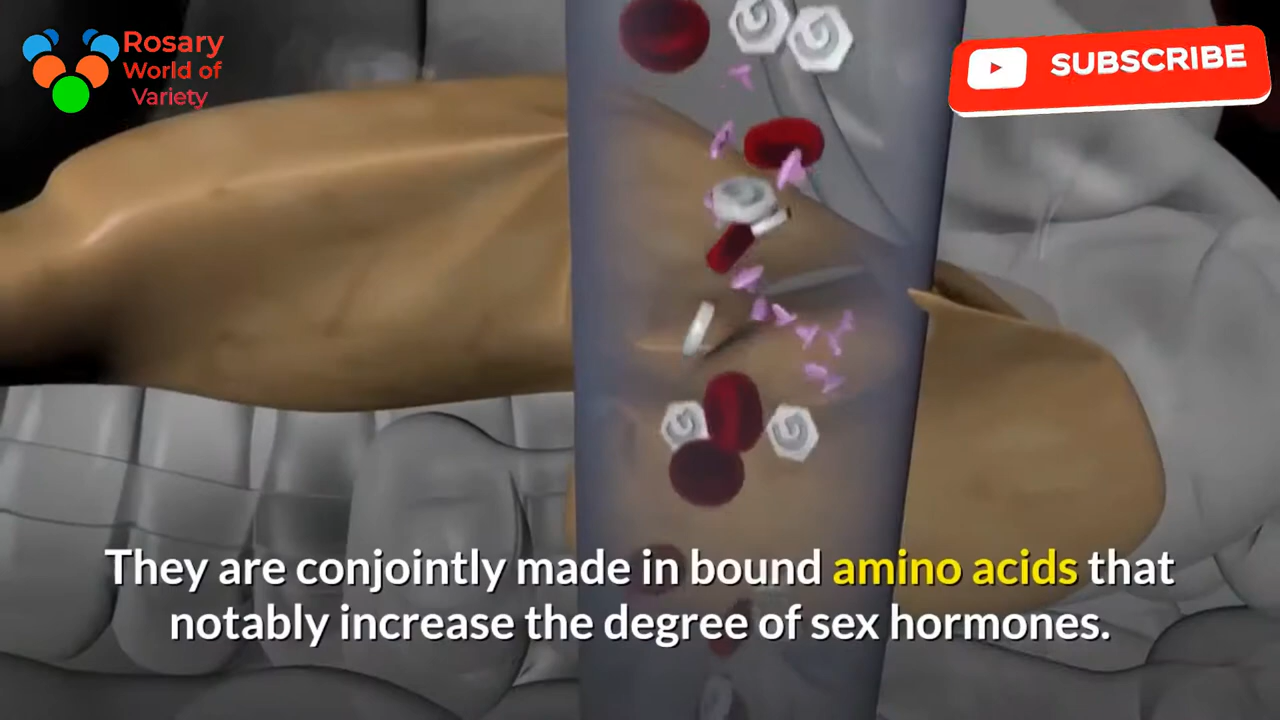 Rosary
World of
Variety
SUBSCRIBE
They are conjointly made in bound amino acids that
notably increase the degree of sex hormones.